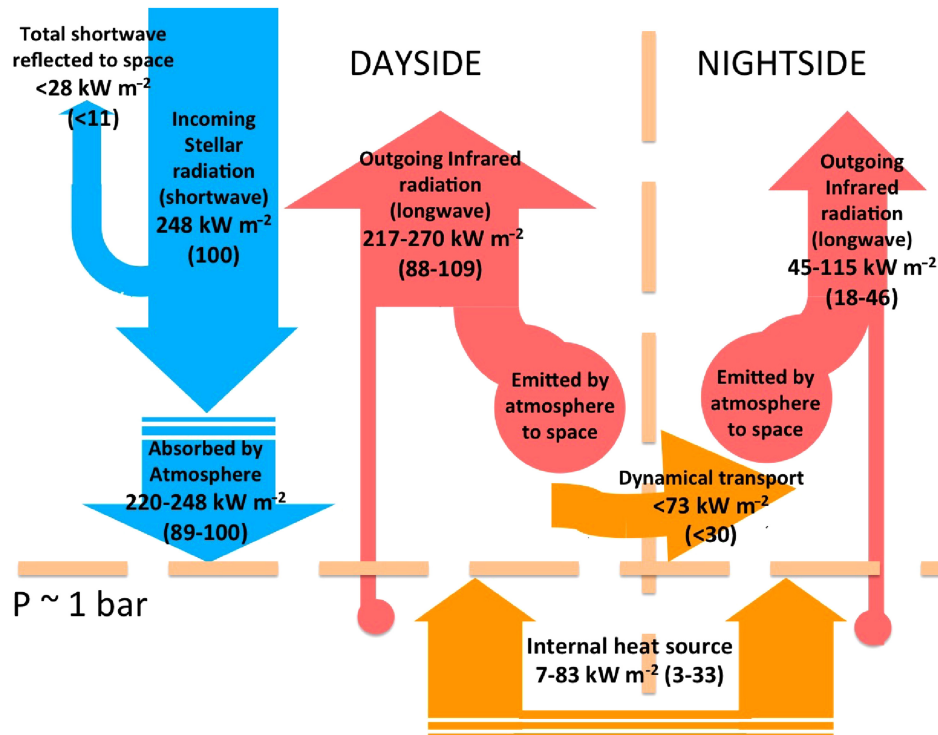 Total shortwave
reflected to space
<28 kW m⁻²
(<11)
Incoming
Stellar
radiation
(shortwave)
248 kW m⁻²
(100)
Absorbed by
Atmosphere
220-248 kW m⁻²
(89-100)
DAYSIDE
NIGHTSIDE
Outgoing Infrared
radiation
(longwave)
217-270 kW m⁻²
(88-109)
Emitted by
atmosphere
to space
Outgoing
Infrared
radiation
(longwave)
45-115 kW m⁻²
(18-46)
Emitted by
atmosphere
to space
Dynamical transport
<73 kW m⁻²
(<30)
P ~ 1 bar
Internal heat source
7-83 kW m⁻² (3-33)